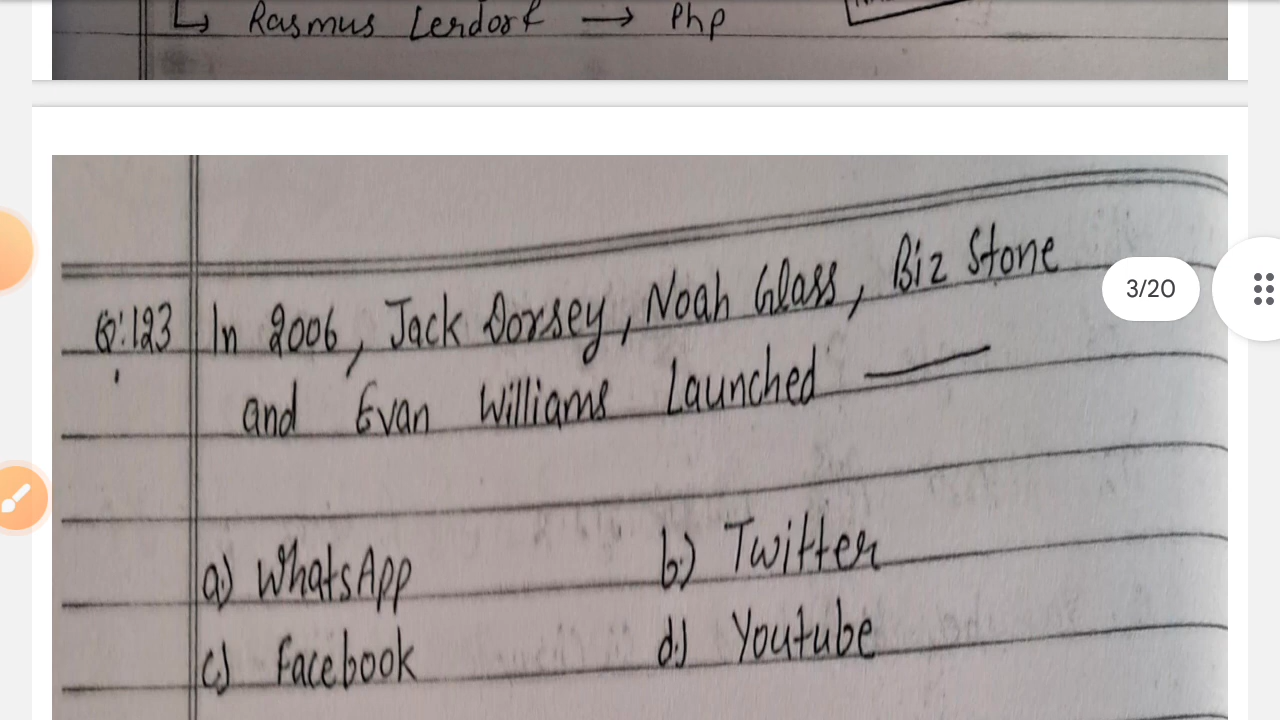 ↳ Rasmus Lerdorf → Php
3/20
Q:123 In 2006, Jack Dorsey, Noah Glass, Biz Stone
and Evan Williams Launched ———
a) WhatsApp b) Twitter
c) Facebook d) Youtube